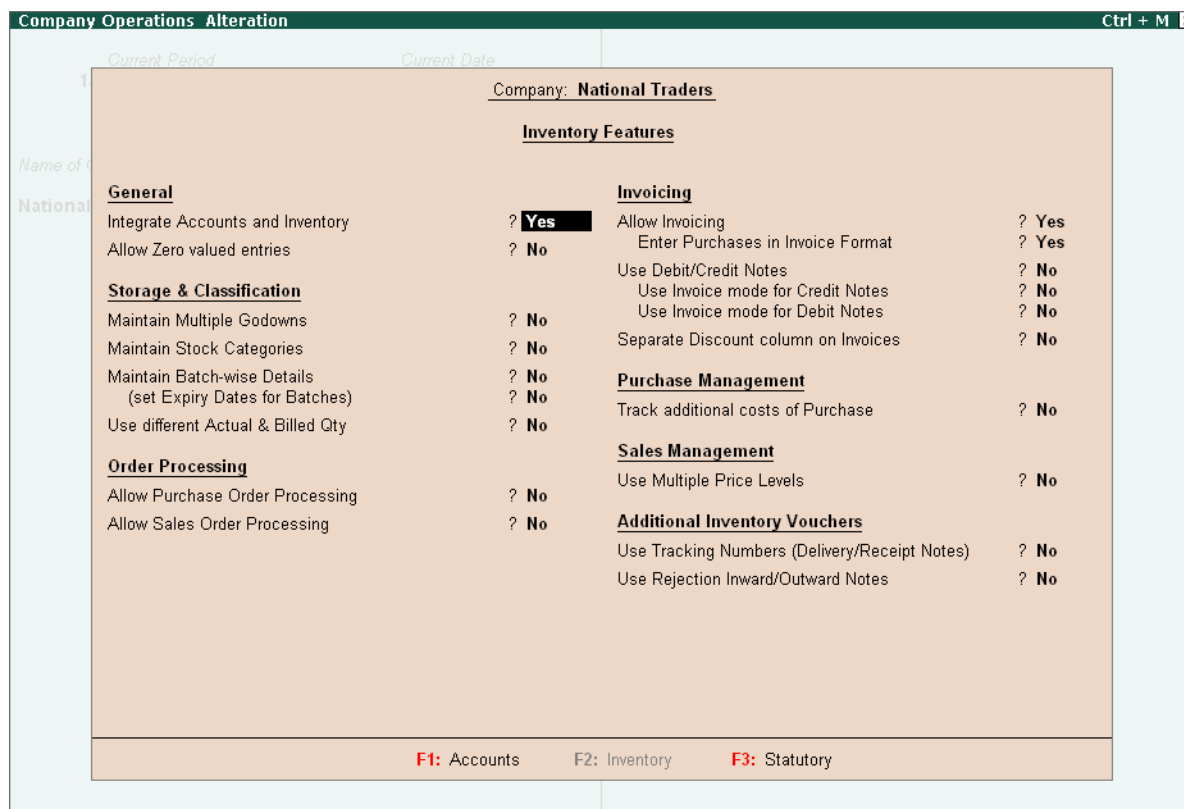 Company Operations Alteration
Ctrl + M
Current Period
Current Date
1
Company: National Traders
Inventory Features
Name of
National
General
Integrate Accounts and Inventory ? Yes
Allow Zero valued entries ? No
Storage & Classification
Maintain Multiple Godowns ? No
Maintain Stock Categories ? No
Maintain Batch-wise Details ? No
(set Expiry Dates for Batches) ? No
Use different Actual & Billed Qty ? No
Order Processing
Allow Purchase Order Processing ? No
Allow Sales Order Processing ? No
Invoicing
Allow Invoicing ? Yes
Enter Purchases in Invoice Format ? Yes
Use Debit/Credit Notes ? No
Use Invoice mode for Credit Notes ? No
Use Invoice mode for Debit Notes ? No
Separate Discount column on Invoices ? No
Purchase Management
Track additional costs of Purchase ? No
Sales Management
Use Multiple Price Levels ? No
Additional Inventory Vouchers
Use Tracking Numbers (Delivery/Receipt Notes) ? No
Use Rejection Inward/Outward Notes ? No
F1: Accounts F2: Inventory F3: Statutory